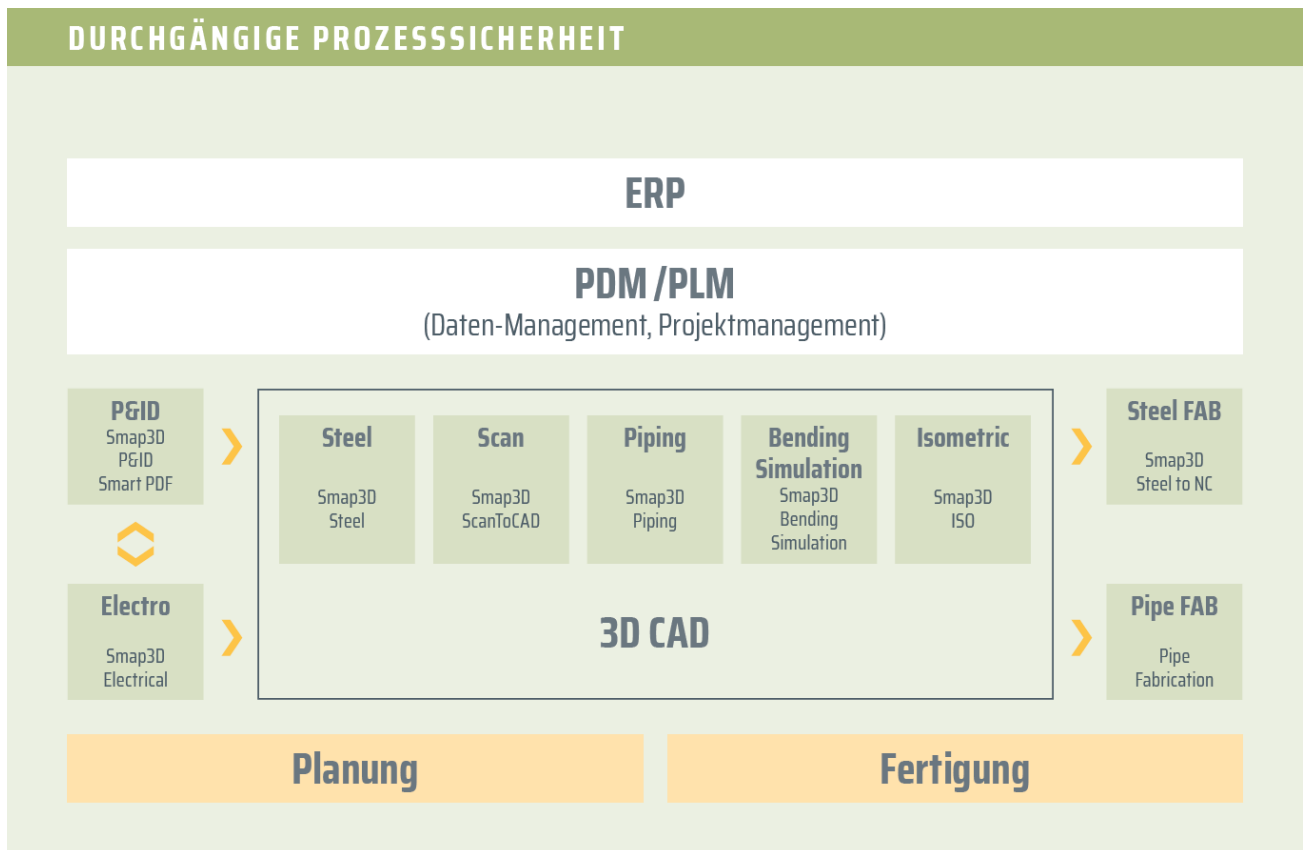 DURCHGÄNGIGE PROZESSSICHERHEIT
ERP
PDM /PLM
(Daten-Management, Projektmanagement)
P&ID
Smap3D
P&ID
Smart PDF
Electro
Smap3D
Electrical
Steel
Smap3D
Steel
Scan
Smap3D
ScanToCAD
Piping
Smap3D
Piping
Bending
Simulation
Smap3D
Bending
Simulation
Isometric
Smap3D
ISO
3D CAD
Steel FAB
Smap3D
Steel to NC
Pipe FAB
Pipe
Fabrication
Planung
Fertigung